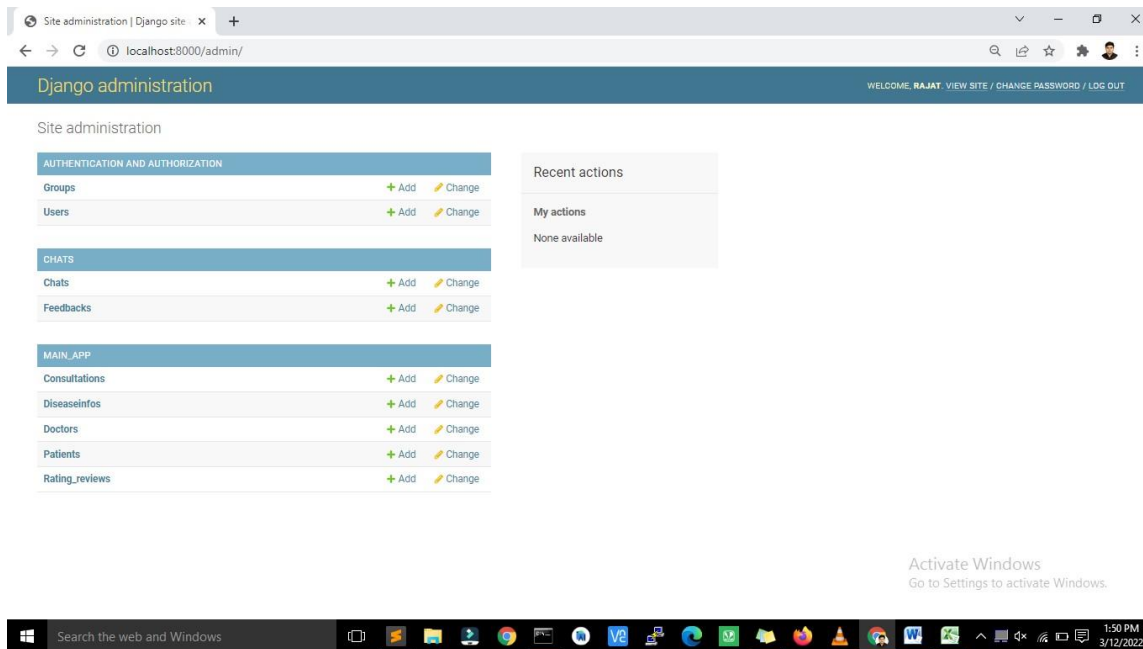 Site administration | Django site
localhost:8000/admin/
Django administration
WELCOME, RAJAT. VIEW SITE / CHANGE PASSWORD / LOG OUT
Site administration
AUTHENTICATION AND AUTHORIZATION
Groups + Add Change
Users + Add Change
CHATS
Chats + Add Change
Feedbacks + Add Change
MAIN_APP
Consultations + Add Change
Diseaseinfos + Add Change
Doctors + Add Change
Patients + Add Change
Rating_reviews + Add Change
Recent actions
My actions
None available
Activate Windows
Go to Settings to activate Windows.
Search the web and Windows
1:50 PM
3/12/2022